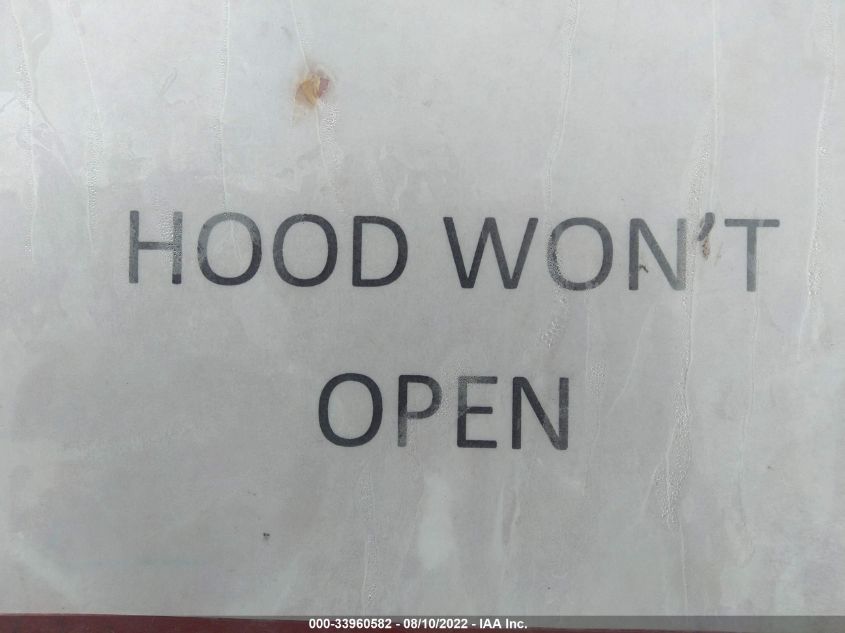 HOOD WON'T
OPEN
000-33960582 - 08/10/2022 - IAA Inc.